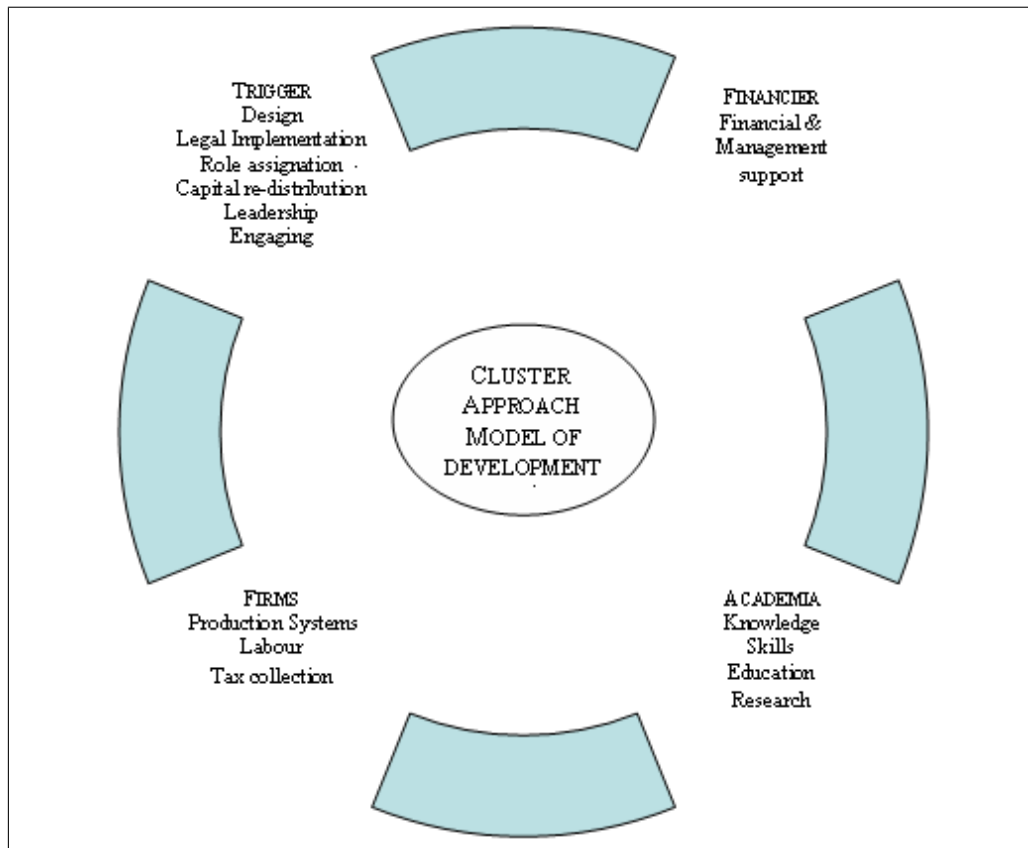 TRIGGER
Design
Legal Implementation
Role assignation
Capital re-distribution
Leadership
Engaging
FINANCIER
Financial &
Management
support
CLUSTER
APPROACH
MODEL OF
DEVELOPMENT
FIRMS
Production Systems
Labour
Tax collection
ACADEMIA
Knowledge
Skills
Education
Research